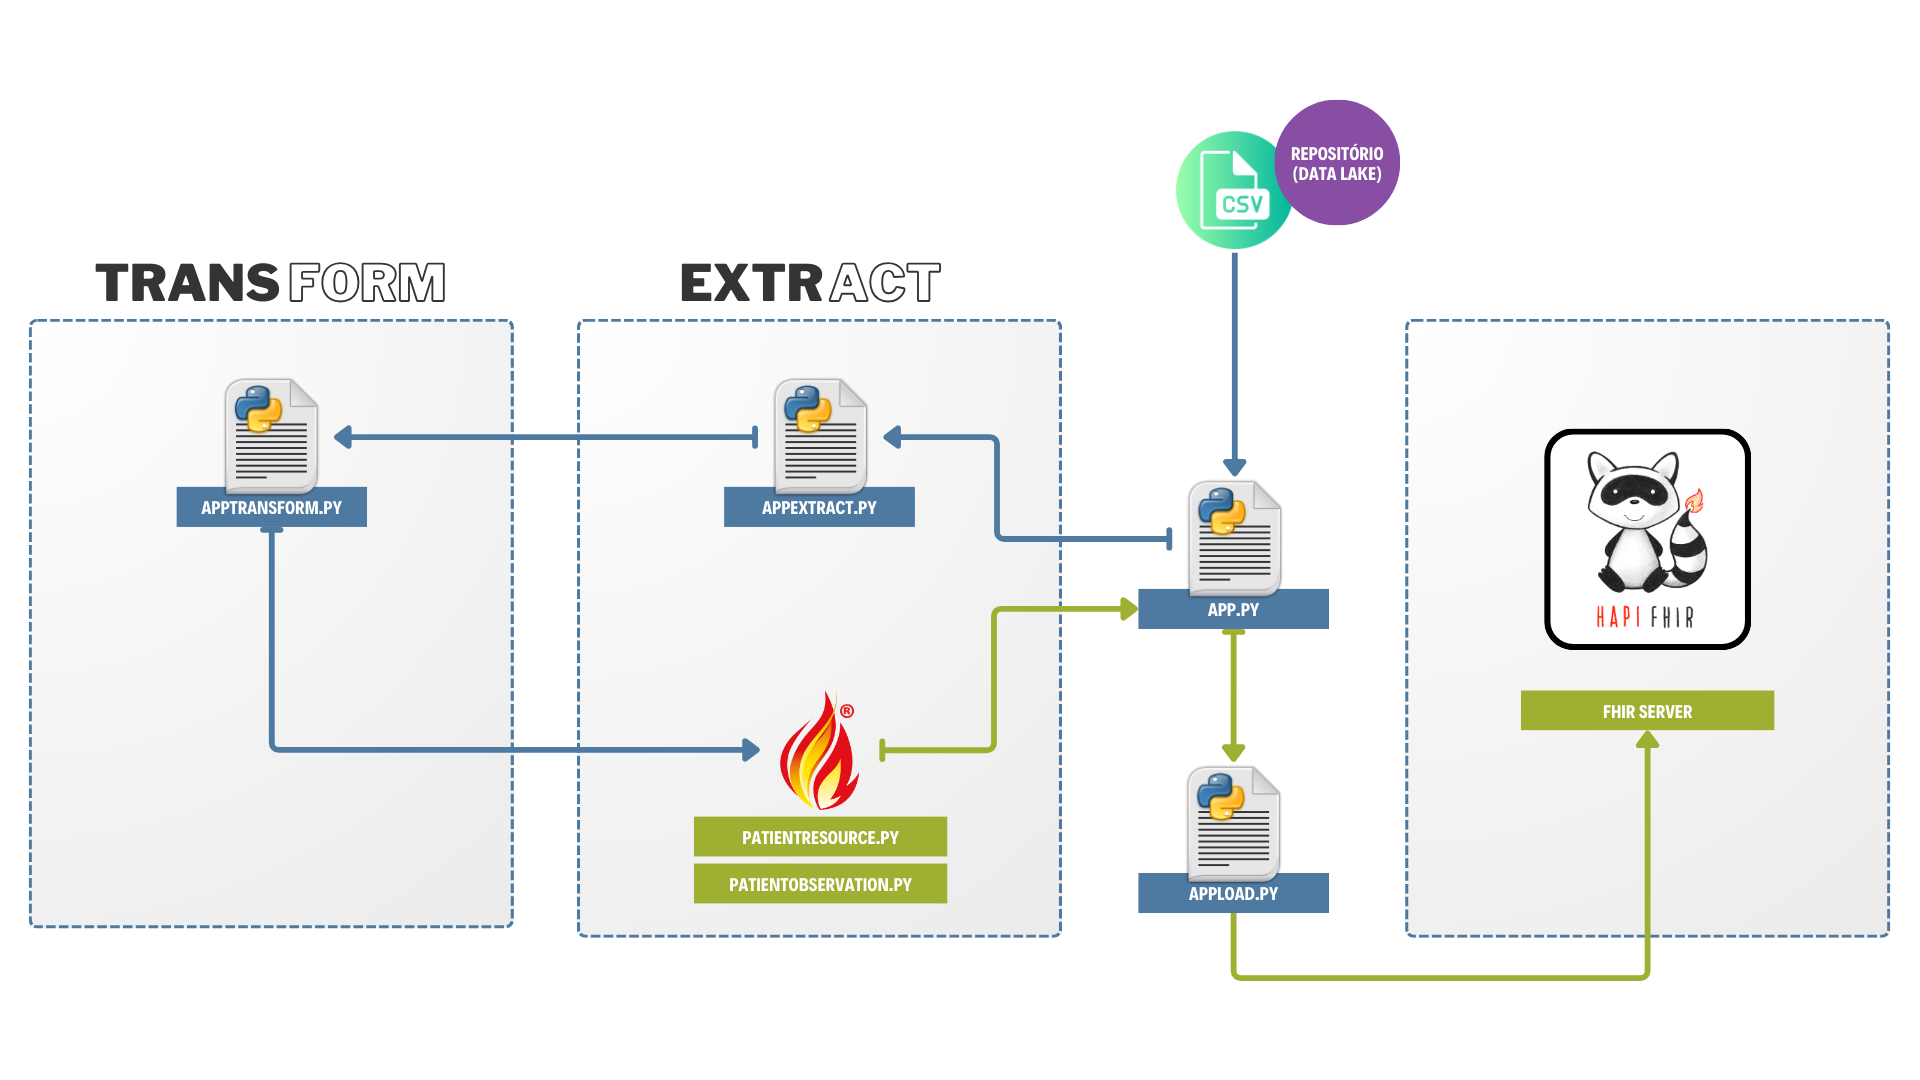 REPOSITÓRIO
(DATA LAKE)
CSV
TRANSFORM
EXTRACT
APPTRANSFORM.PY
APPEXTRACT.PY
APP.PY
HAPI FHIR
FHIR SERVER
®
PATIENTRESOURCE.PY
PATIENTOBSERVATION.PY
APPLOAD.PY